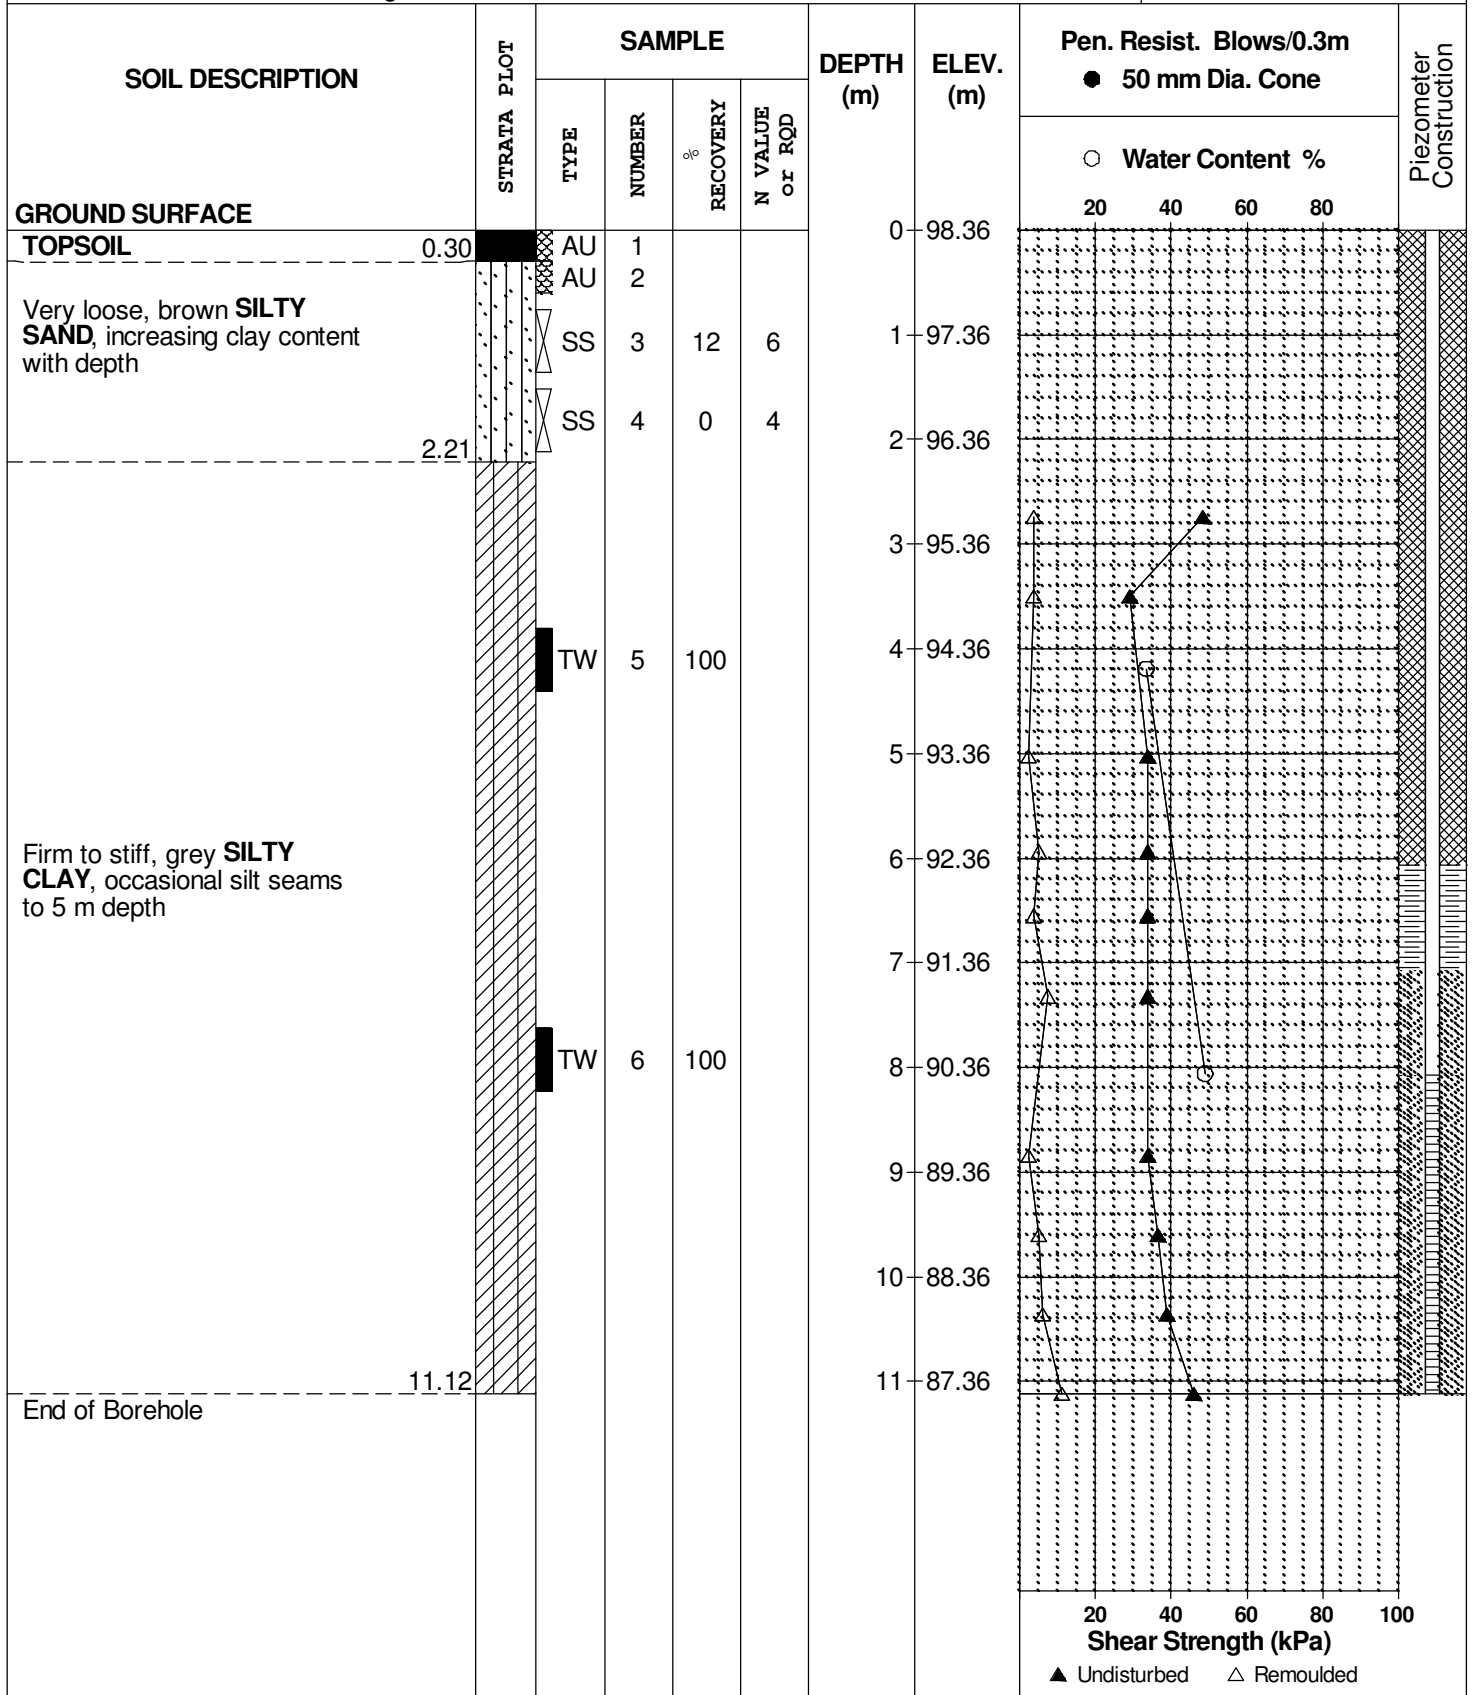 SOIL DESCRIPTION
STRATA PLOT
SAMPLE
TYPE
NUMBER
% RECOVERY
N VALUE
or RQD
DEPTH
(m)
ELEV.
(m)
Pen. Resist. Blows/0.3m
● 50 mm Dia. Cone
○ Water Content %
20 40 60 80
Piezometer
Construction
GROUND SURFACE
0 98.36
TOPSOIL 0.30
AU 1
AU 2
Very loose, brown SILTY
SAND, increasing clay content
with depth
SS 3 12 6
1 97.36
SS 4 0 4
2 96.36
2.21
3 95.36
4 94.36
TW 5 100
5 93.36
Firm to stiff, grey SILTY
CLAY, occasional silt seams
to 5 m depth
6 92.36
7 91.36
TW 6 100
8 90.36
9 89.36
10 88.36
11.12
11 87.36
End of Borehole
20 40 60 80 100
Shear Strength (kPa)
▲ Undisturbed △ Remoulded